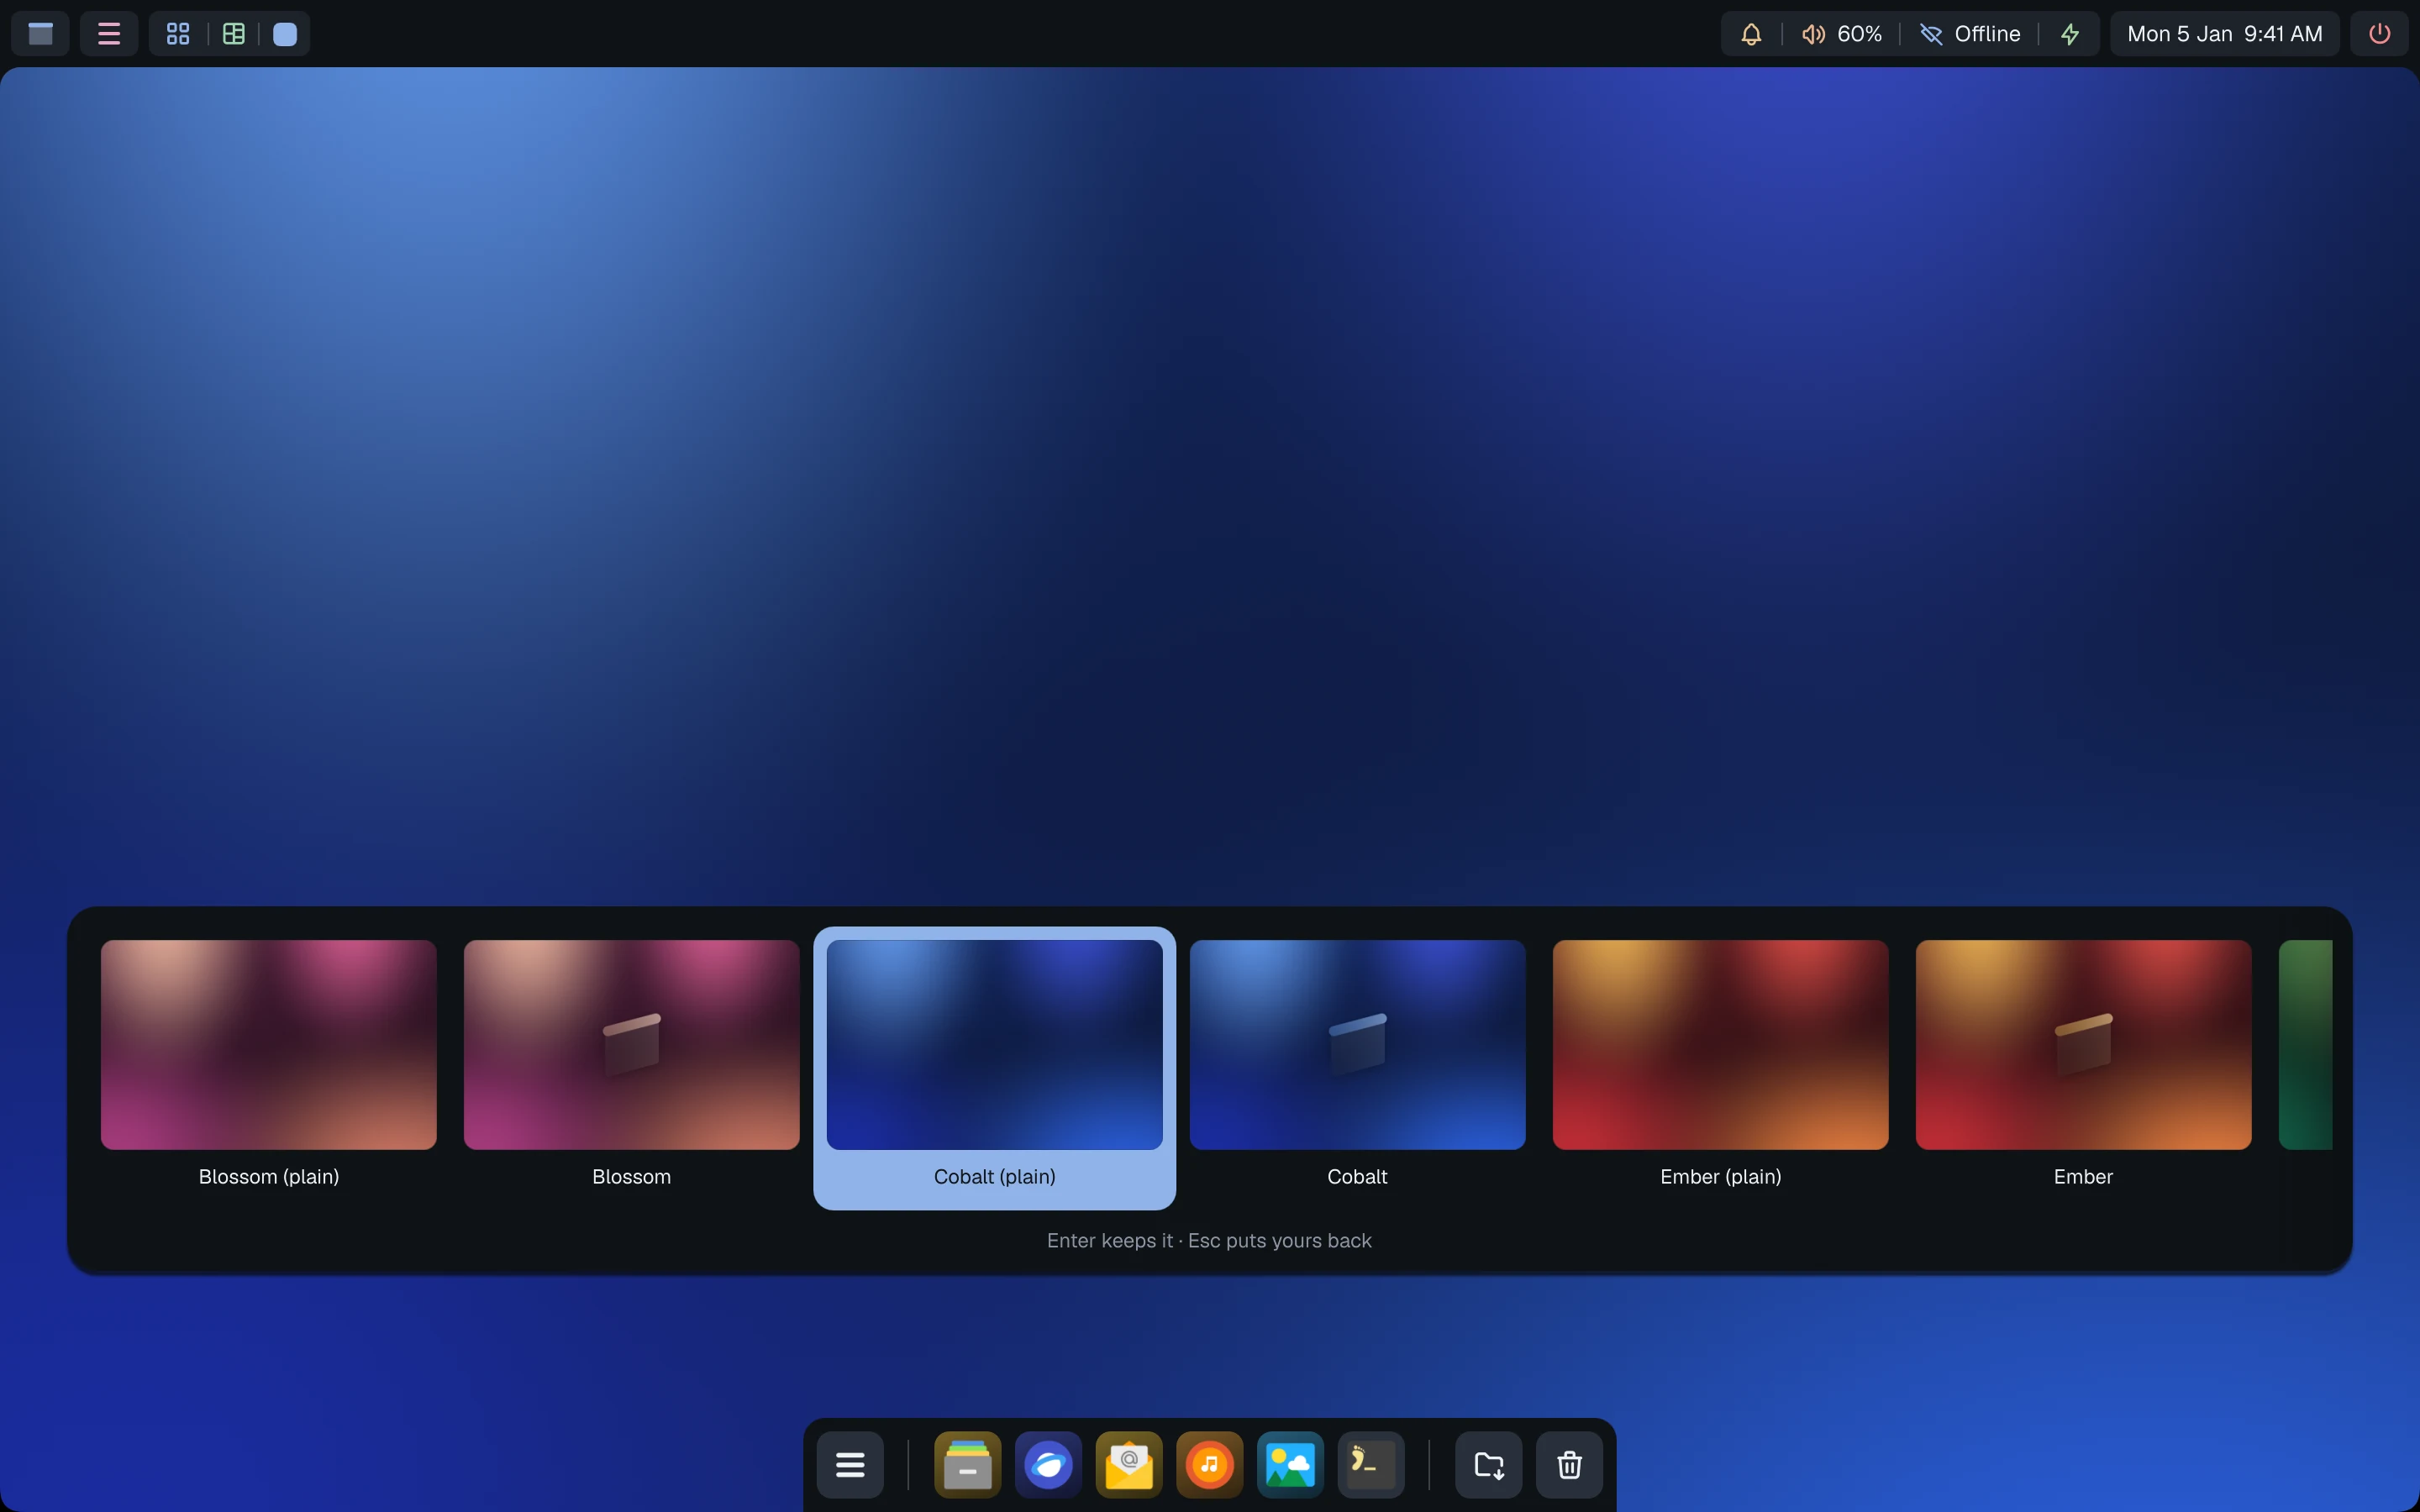 60% Offline Mon 5 Jan 9:41 AM
Blossom (plain) Blossom Cobalt (plain) Cobalt Ember (plain) Ember
Enter keeps it · Esc puts yours back